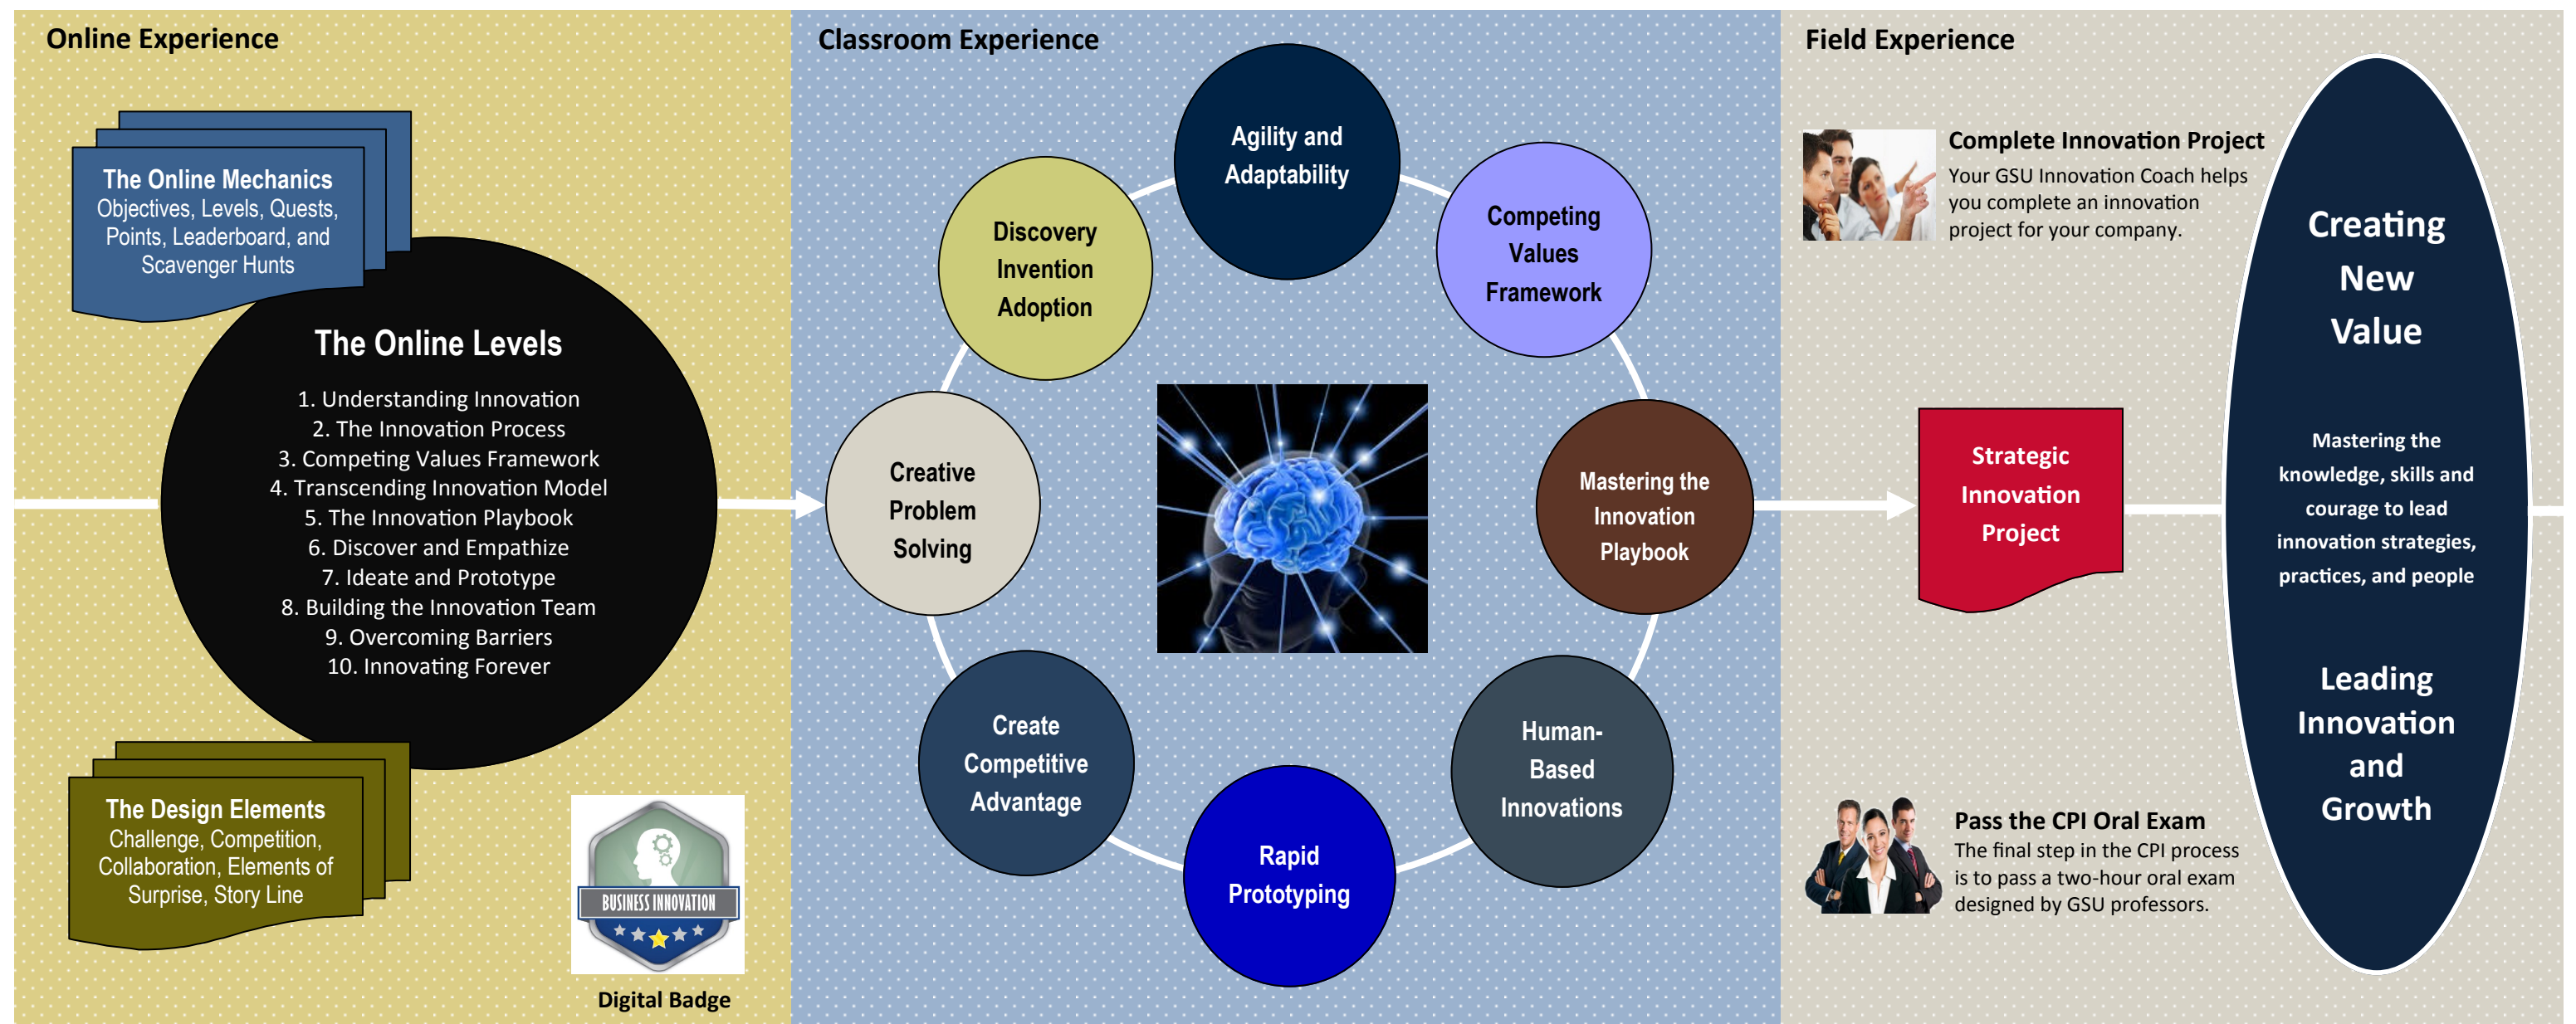 Online Experience
The Online Mechanics
Objectives, Levels, Quests,
Points, Leaderboard, and
Scavenger Hunts
The Online Levels
1. Understanding Innovation
2. The Innovation Process
3. Competing Values Framework
4. Transcending Innovation Model
5. The Innovation Playbook
6. Discover and Empathize
7. Ideate and Prototype
8. Building the Innovation Team
9. Overcoming Barriers
10. Innovating Forever
The Design Elements
Challenge, Competition,
Collaboration, Elements of
Surprise, Story Line
BUSINESS INNOVATION
Digital Badge
Classroom Experience
Agility and
Adaptability
Competing
Values
Framework
Mastering the
Innovation
Playbook
Human-
Based
Innovations
Rapid
Prototyping
Create
Competitive
Advantage
Creative
Problem
Solving
Discovery
Invention
Adoption
Field Experience
Complete Innovation Project
Your GSU Innovation Coach helps
you complete an innovation
project for your company.
Strategic
Innovation
Project
Pass the CPI Oral Exam
The final step in the CPI process
is to pass a two-hour oral exam
designed by GSU professors.
Creating
New
Value
Mastering the
knowledge, skills and
courage to lead
innovation strategies,
practices, and people
Leading
Innovation
and
Growth